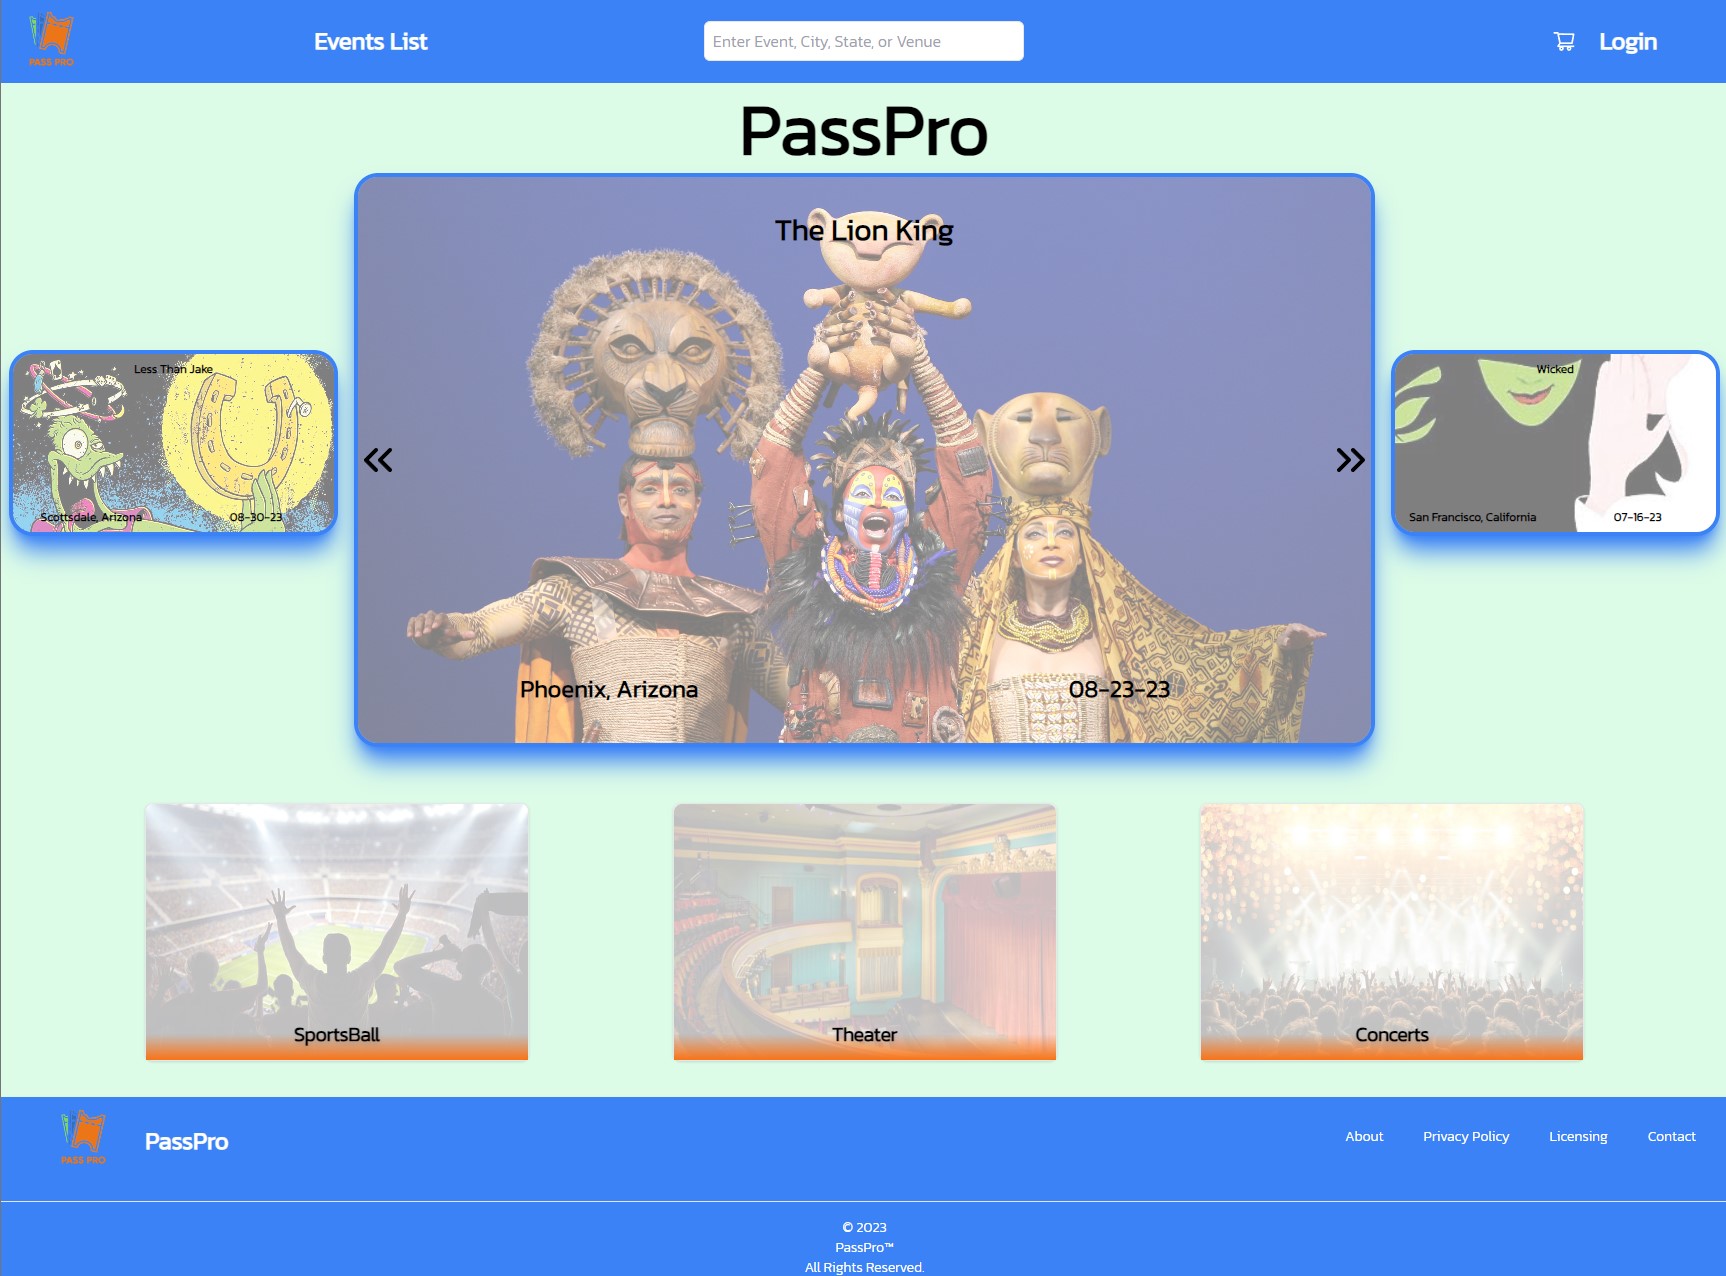 PASS PRO
Events List
Enter Event, City, State, or Venue
Login
PassPro
The Lion King
Phoenix, Arizona
08-23-23
Less Than Jake
Scottsdale, Arizona
08-30-23
Wicked
San Francisco, California
07-16-23
SportsBall
Theater
Concerts
PASS PRO
PassPro
About
Privacy Policy
Licensing
Contact
© 2023
PassPro™
All Rights Reserved.